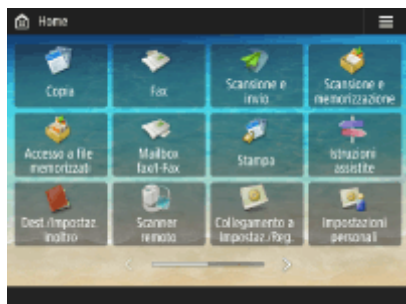 Home
Copia
Fax
Scansione e
invio
Scansione e
memorizzazione
Accesso a file
memorizzati
Mailbox
fax1-Fax
Stampa
Istruzioni
assistite
Dest./Impostaz.
inoltro
Scanner
remoto
Collegamento a
Impostaz./Reg.
Impostazioni
personali